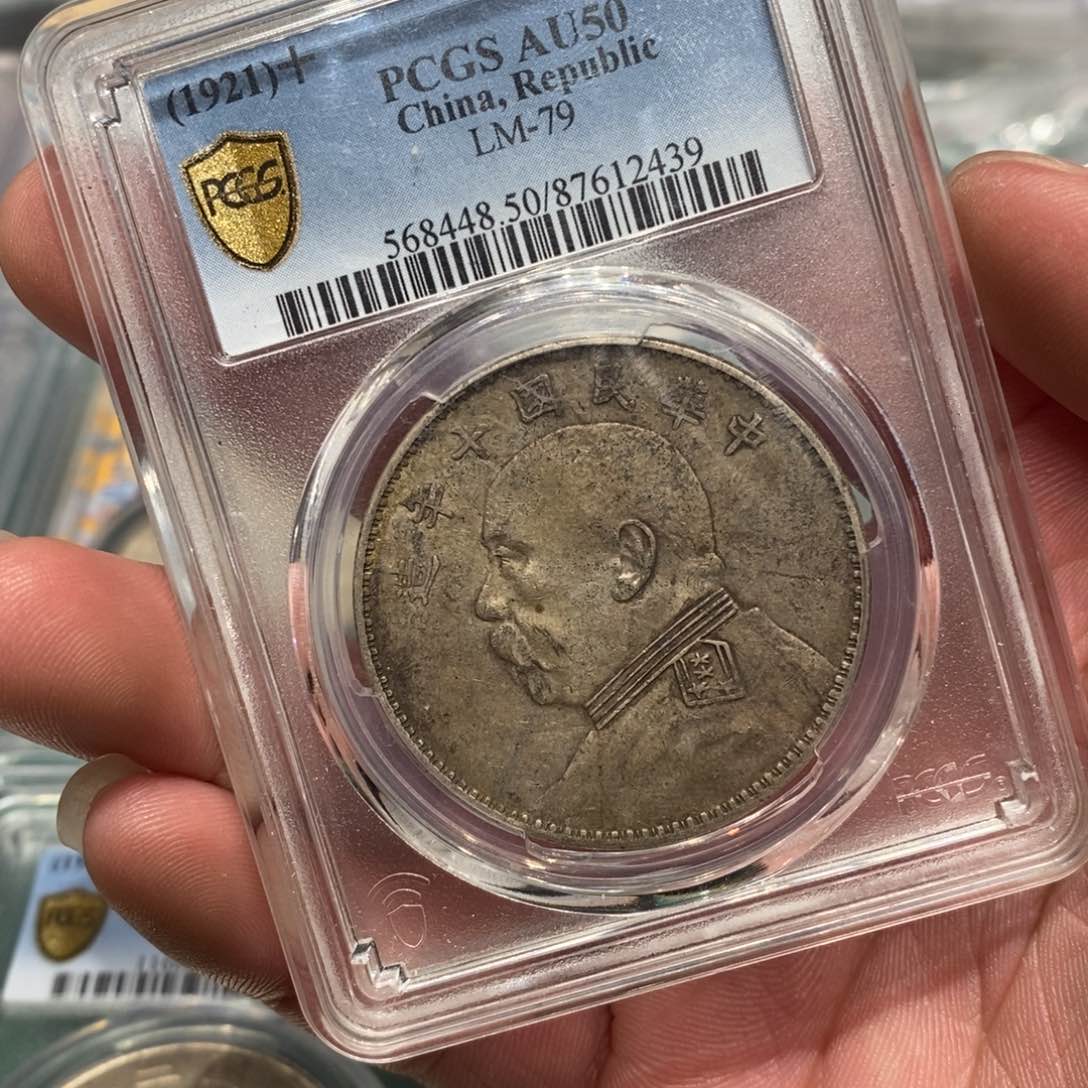 (1921)+ PCGS AU50
China, Republic
LM-79
PCGS
568448.50/87612439
中華民國十年造
PCGS
PCGS